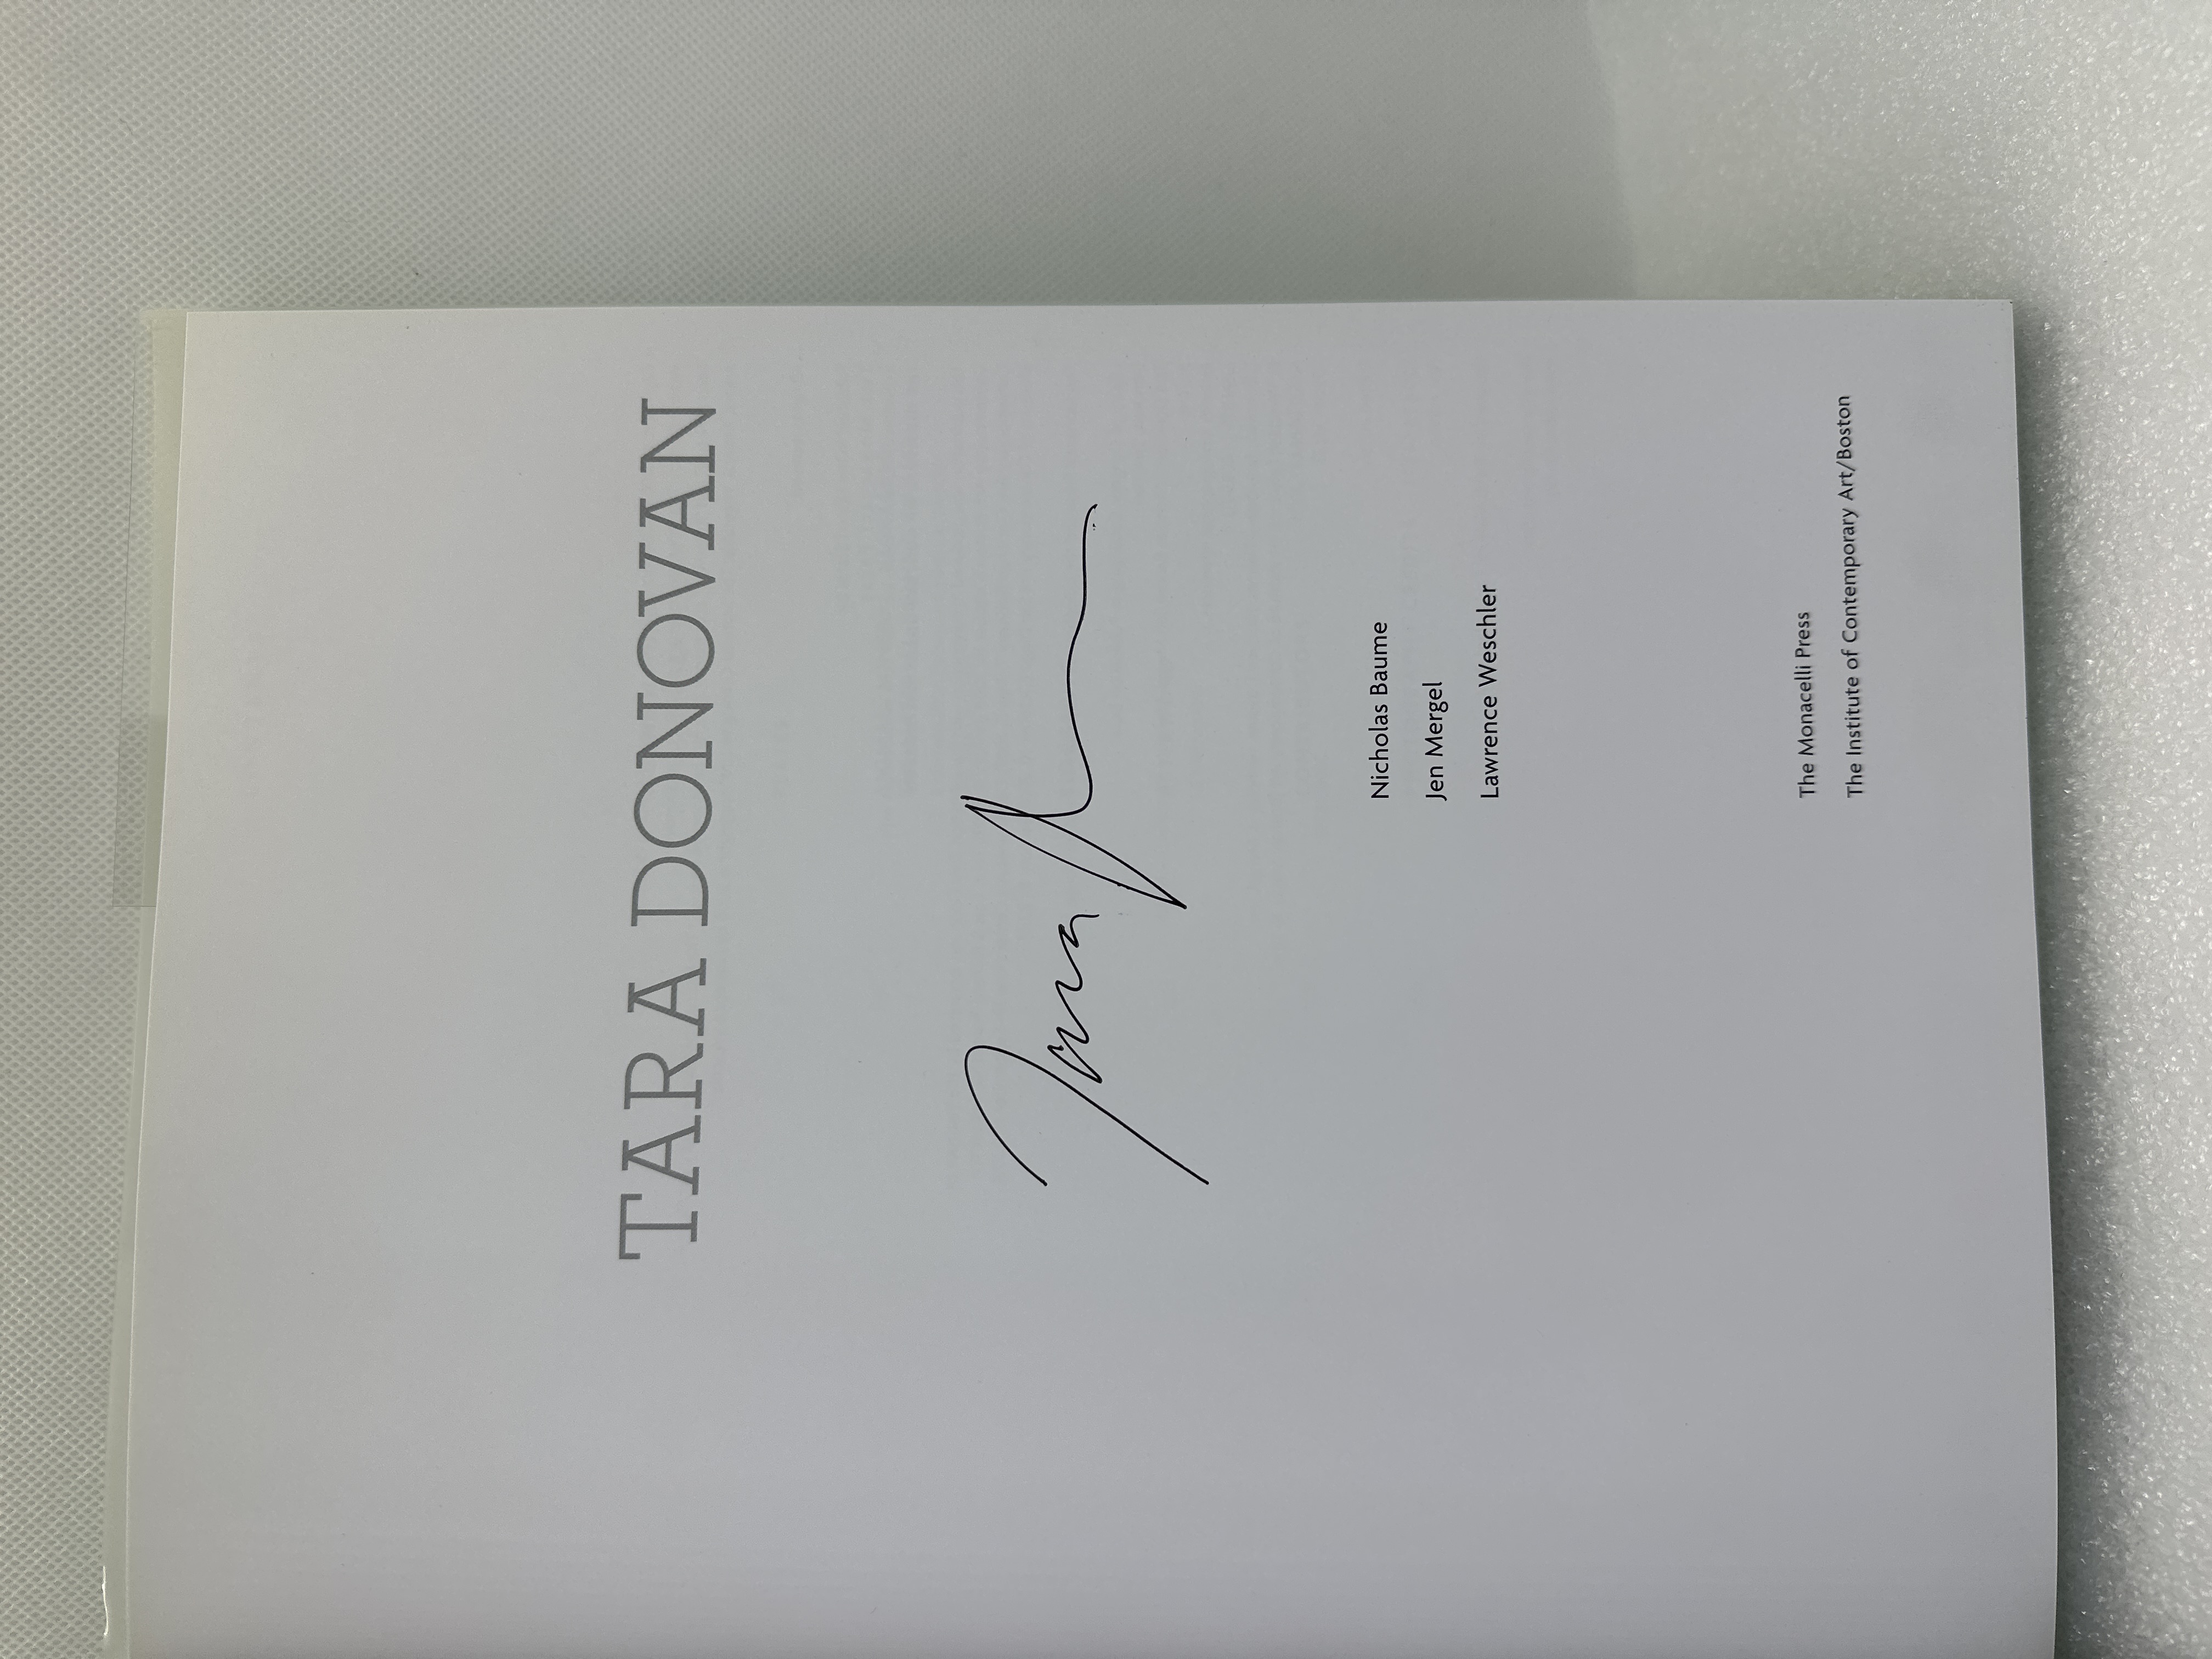 TARA DONOVAN
Nicholas Baume
Jen Mergel
Lawrence Weschler
The Monacelli Press
The Institute of Contemporary Art/Boston